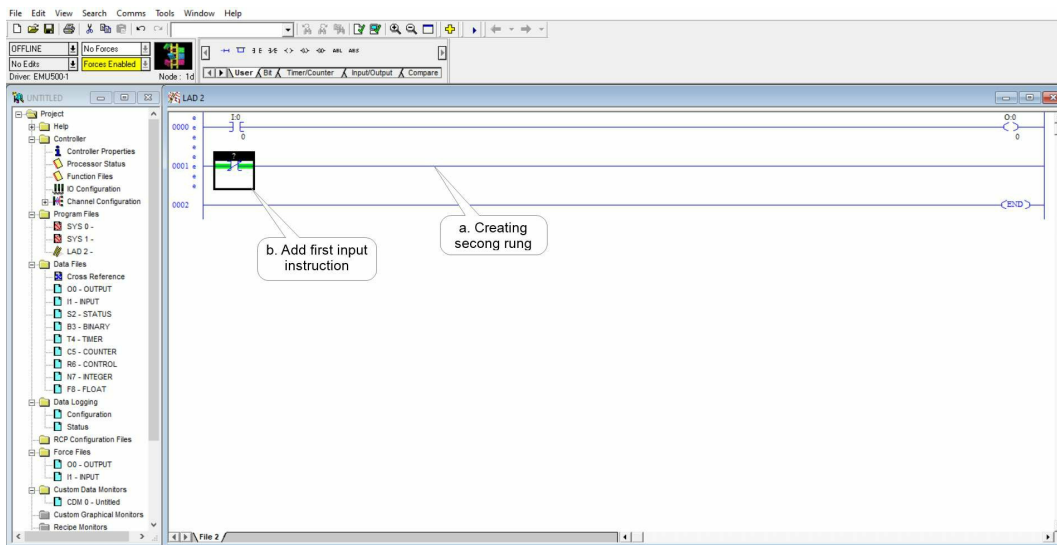 File Edit View Search Comms Tools Window Help
OFFLINE No Forces
No Edits Forces Enabled
Driver: EMU500-1 Node : 1d
ABL ABS
User Bit Timer/Counter Input/Output Compare
UNTITLED
LAD 2
Project
Help
Controller
Controller Properties
Processor Status
Function Files
IO Configuration
Channel Configuration
Program Files
SYS 0 -
SYS 1 -
LAD 2 -
Data Files
Cross Reference
O0 - OUTPUT
I1 - INPUT
S2 - STATUS
B3 - BINARY
T4 - TIMER
C5 - COUNTER
R6 - CONTROL
N7 - INTEGER
F8 - FLOAT
Data Logging
Configuration
Status
RCP Configuration Files
Force Files
O0 - OUTPUT
I1 - INPUT
Custom Data Monitors
CDM 0 - Untitled
Custom Graphical Monitors
Recipe Monitors
e I:0 O:0
0000 e
e 0 0
e
e ?
0001 e
e
e
0002 END
a. Creating
secong rung
b. Add first input
instruction
File 2